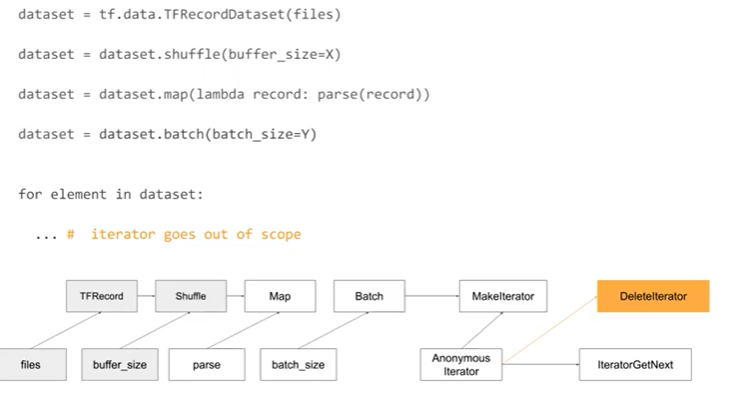 dataset = tf.data.TFRecordDataset(files)
dataset = dataset.shuffle(buffer_size=X)
dataset = dataset.map(lambda record: parse(record))
dataset = dataset.batch(batch_size=Y)
for element in dataset:
... # iterator goes out of scope
TFRecord
Shuffle
Map
Batch
MakeIterator
DeleteIterator
files
buffer_size
parse
batch_size
Anonymous
Iterator
IteratorGetNext